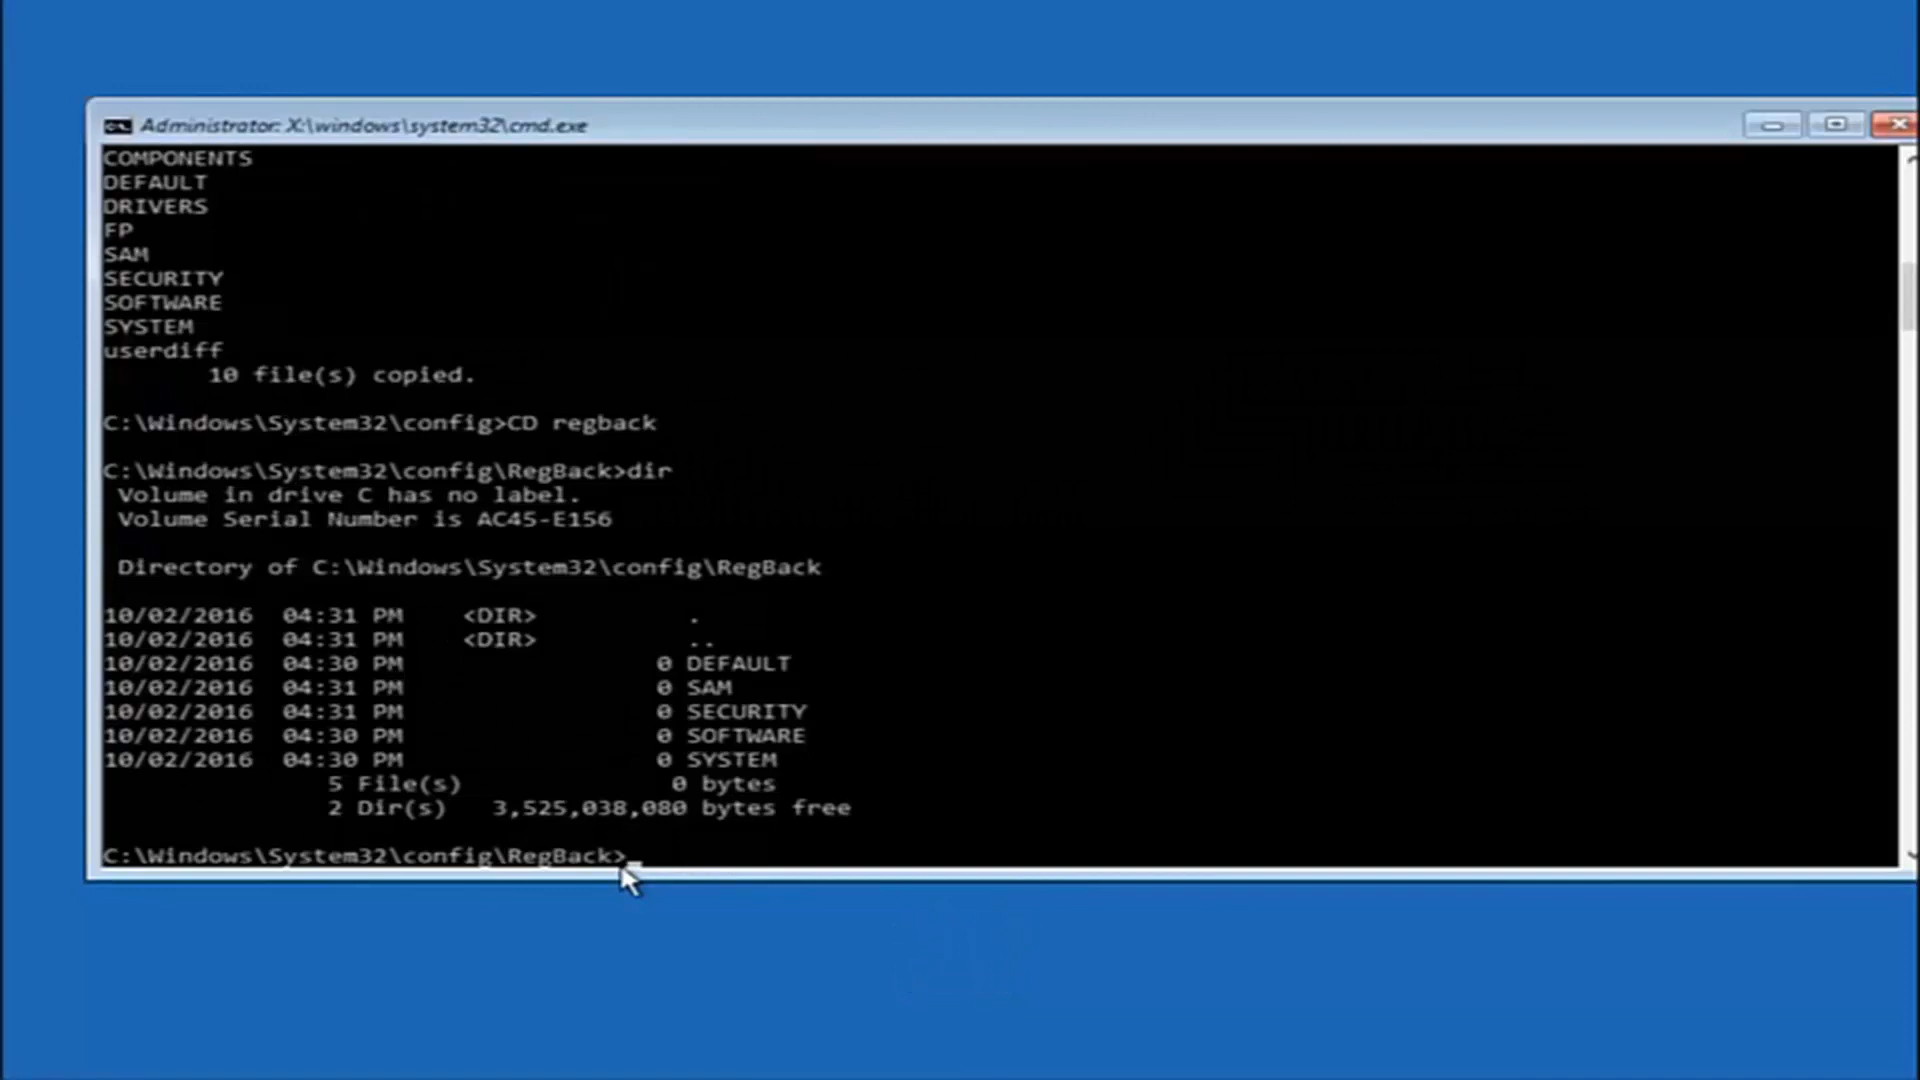 Administrator: X:\windows\system32\cmd.exe
COMPONENTS
DEFAULT
DRIVERS
FP
SAM
SECURITY
SOFTWARE
SYSTEM
userdiff
       10 file(s) copied.
C:\Windows\System32\config>CD regback
C:\Windows\System32\config\RegBack>dir
 Volume in drive C has no label.
 Volume Serial Number is AC45-E156
 Directory of C:\Windows\System32\config\RegBack
10/02/2016  04:31 PM    <DIR>          .
10/02/2016  04:31 PM    <DIR>          ..
10/02/2016  04:30 PM                 0 DEFAULT
10/02/2016  04:31 PM                 0 SAM
10/02/2016  04:31 PM                 0 SECURITY
10/02/2016  04:30 PM                 0 SOFTWARE
10/02/2016  04:30 PM                 0 SYSTEM
               5 File(s)              0 bytes
               2 Dir(s)   3,525,038,080 bytes free
C:\Windows\System32\config\RegBack>